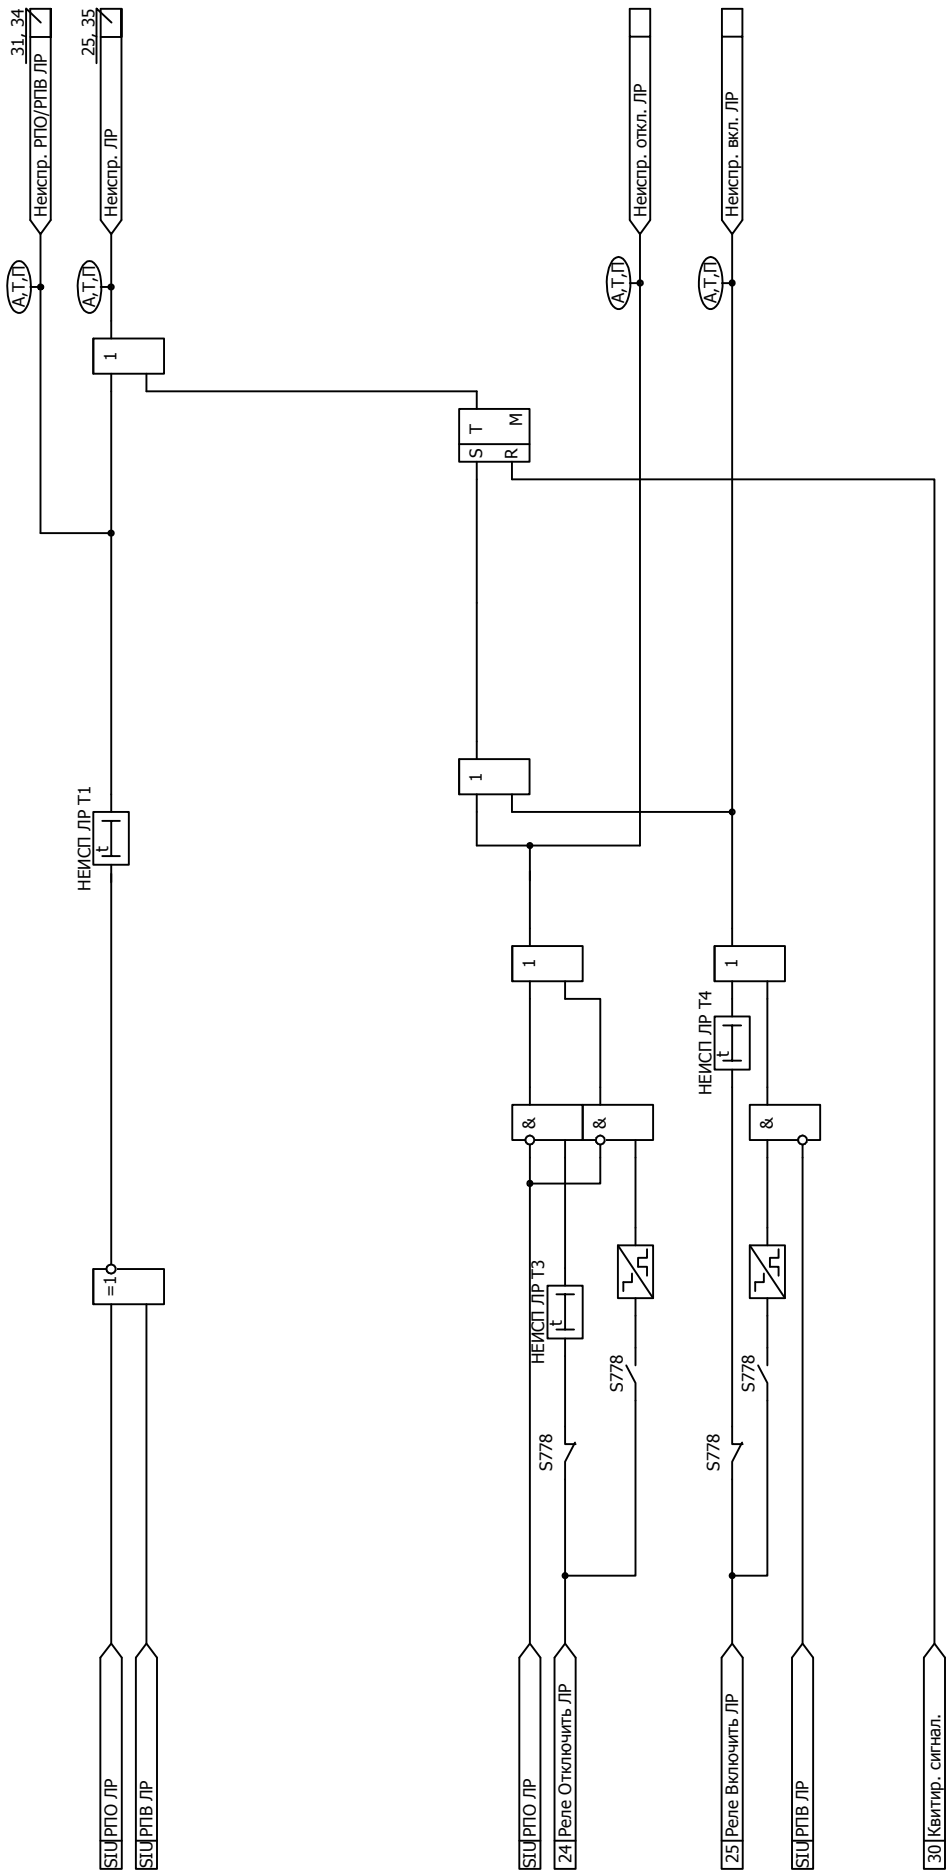 31, 34
Неиспр. РПО/РПВ ЛР
25, 35
Неиспр. ЛР
Неиспр. откл. ЛР
Неиспр. вкл. ЛР
А,Т,П
А,Т,П
А,Т,П
А,Т,П
1
S T
R M
НЕИСП ЛР Т1
t
1
1
1
НЕИСП ЛР Т4
t
&
&
&
=1
НЕИСП ЛР Т3
t
S778
S778
S778
S778
SIU РПО ЛР
SIU РПВ ЛР
SIU РПО ЛР
24 Реле Отключить ЛР
25 Реле Включить ЛР
SIU РПВ ЛР
30 Квитир. сигнал.